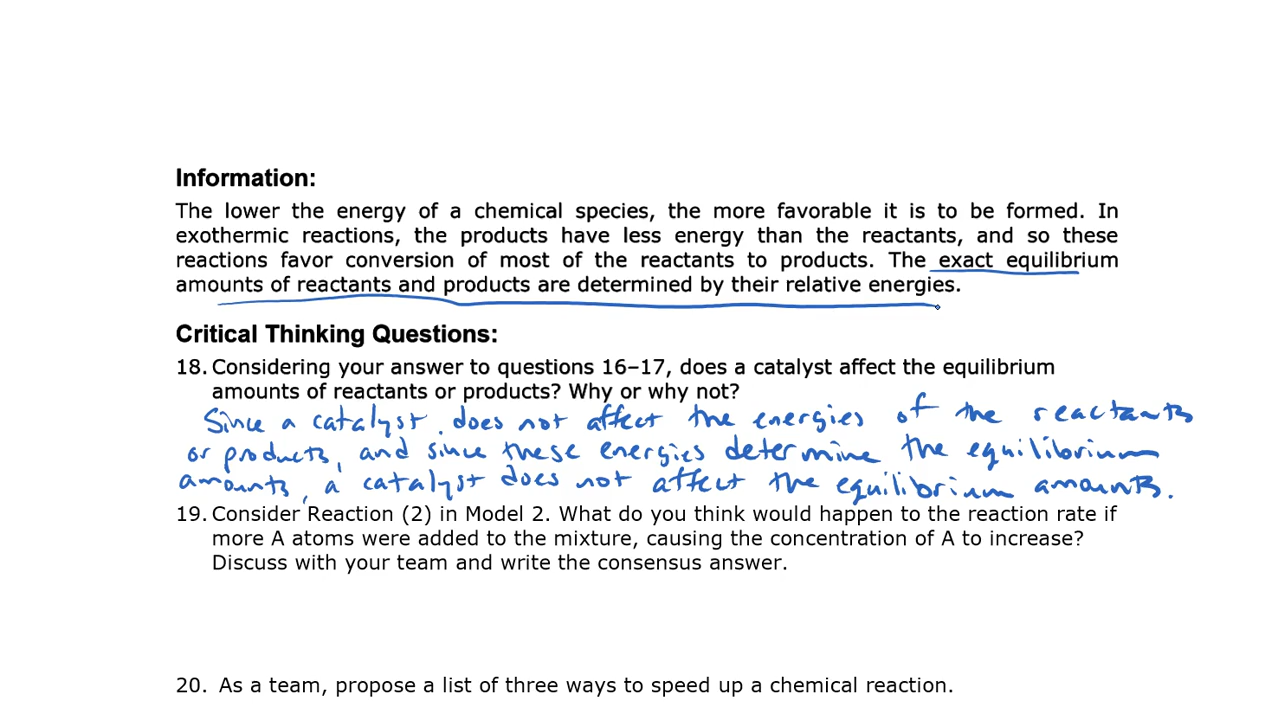 Information:
The lower the energy of a chemical species, the more favorable it is to be formed. In
exothermic reactions, the products have less energy than the reactants, and so these
reactions favor conversion of most of the reactants to products. The exact equilibrium
amounts of reactants and products are determined by their relative energies.
Critical Thinking Questions:
18. Considering your answer to questions 16–17, does a catalyst affect the equilibrium
amounts of reactants or products? Why or why not?
Since a catalyst does not affect the energies of the reactants
or products, and since these energies determine the equilibrium
amounts, a catalyst does not affect the equilibrium amounts.
19. Consider Reaction (2) in Model 2. What do you think would happen to the reaction rate if
more A atoms were added to the mixture, causing the concentration of A to increase?
Discuss with your team and write the consensus answer.
20. As a team, propose a list of three ways to speed up a chemical reaction.